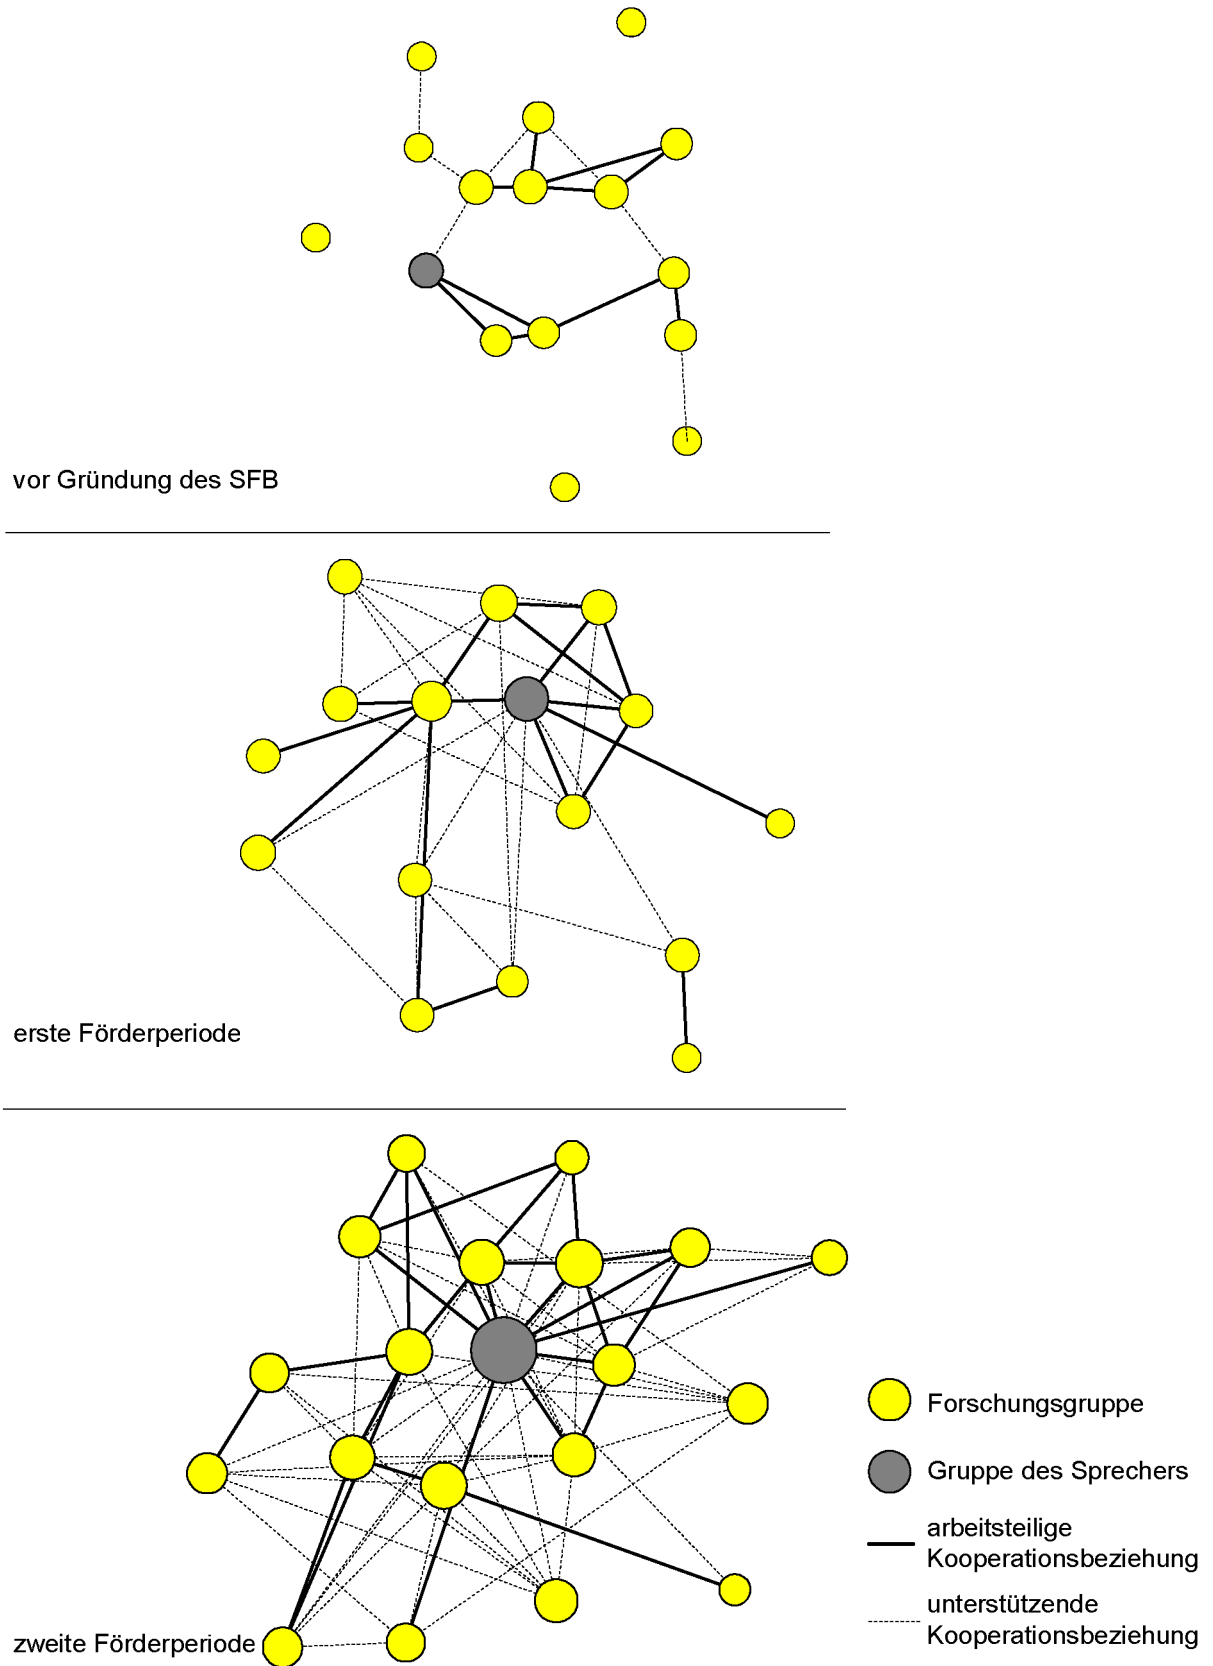 vor Gründung des SFB
erste Förderperiode
Forschungsgruppe
Gruppe des Sprechers
arbeitsteilige
Kooperationsbeziehung
unterstützende
Kooperationsbeziehung
zweite Förderperiode